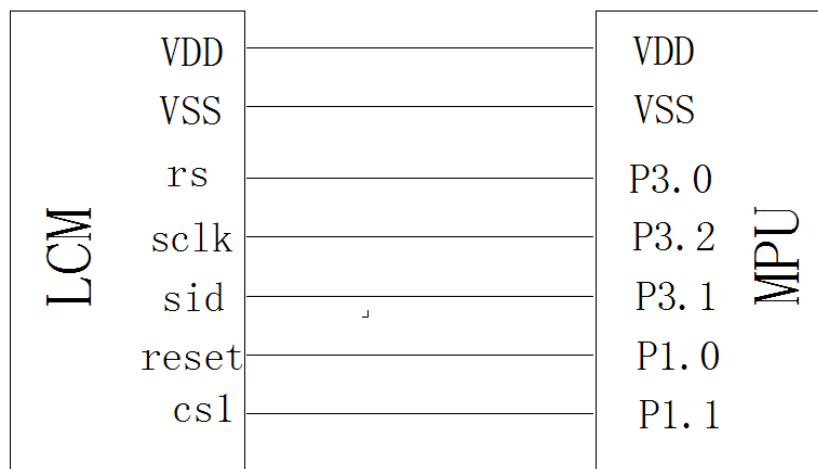 VDD VDD
VSS VSS
rs P3.0
sclk P3.2
sid P3.1
reset P1.0
csl P1.1
LCM
MPU